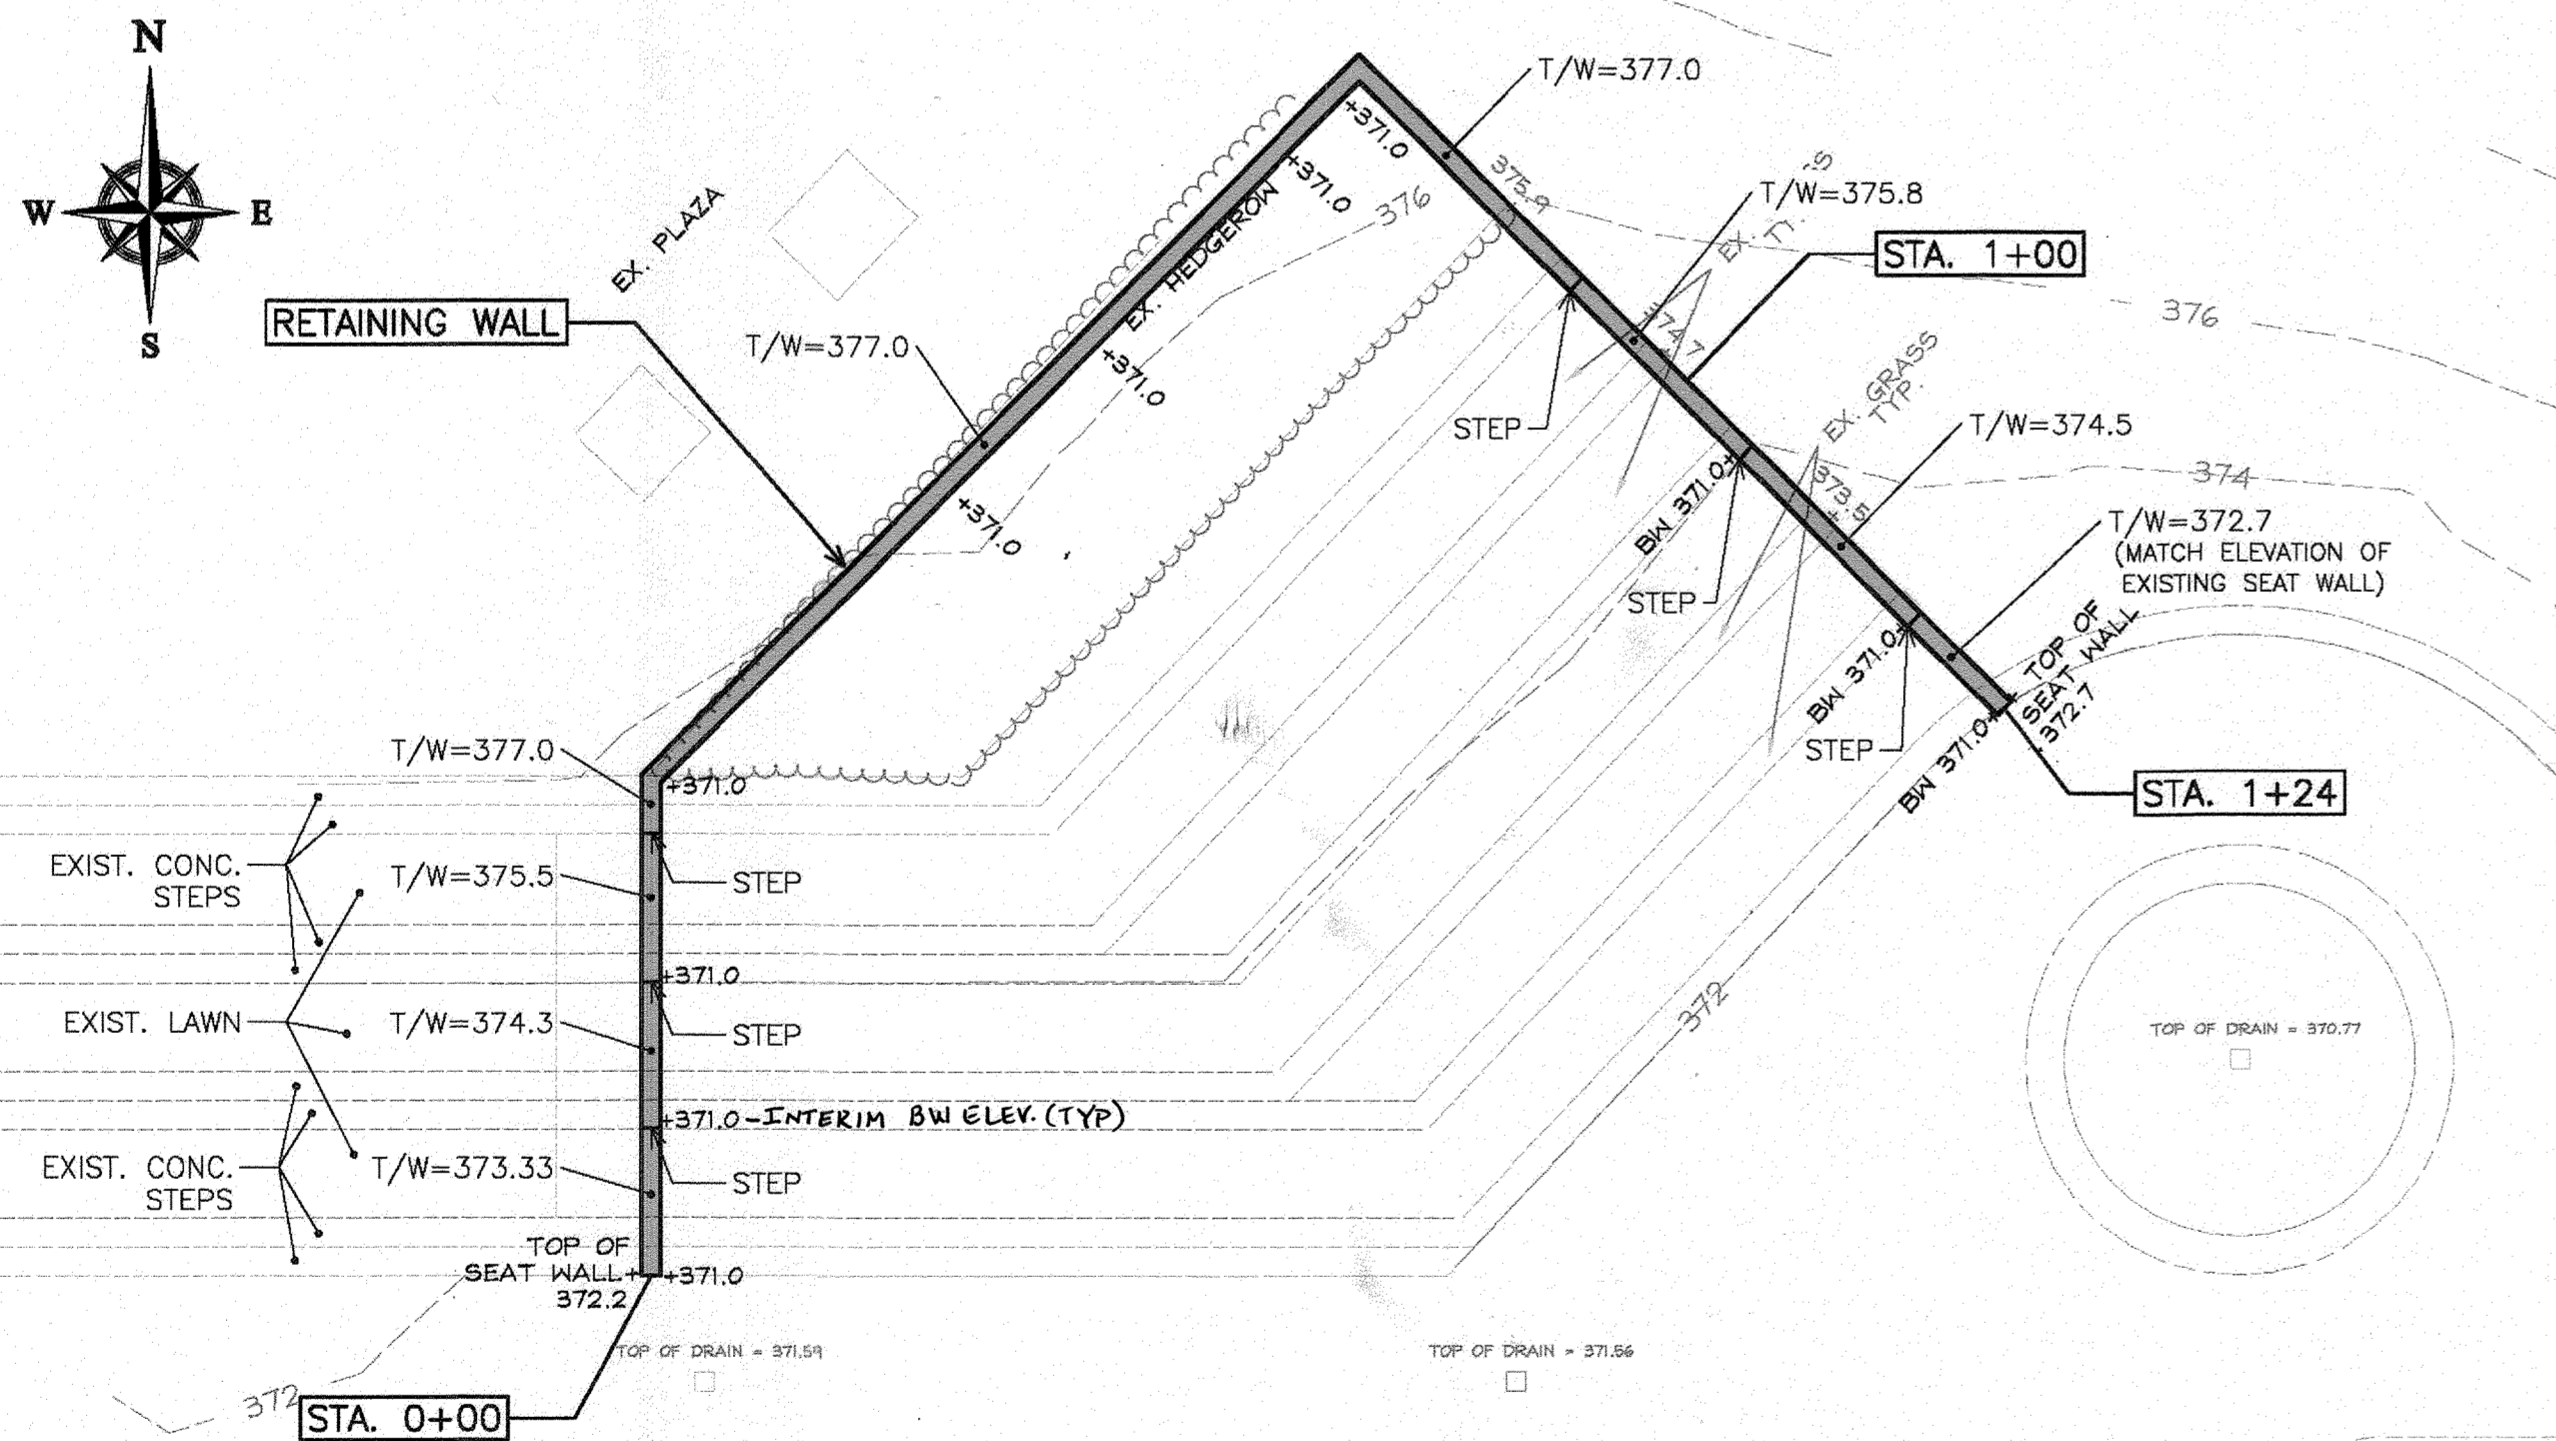 N
W
E
S
T/W=377.0
+371.0
375.9
T/W=375.8
+371.0
EX. HEDGEROW
376
EX. PLAZA
STA. 1+00
376
RETAINING WALL
T/W=377.0
+371.0
EX. GRASS
TYP.
STEP
T/W=374.5
BW 371.0+
373.5
+
374
+371.0
STEP
T/W=372.7
(MATCH ELEVATION OF
EXISTING SEAT WALL)
BW 371.0+
TOP OF
SEAT WALL
372.7
STEP
BW 371.0+
STA. 1+24
T/W=377.0
+371.0
EXIST. CONC.
STEPS
T/W=375.5
STEP
+371.0
EXIST. LAWN
T/W=374.3
STEP
372
TOP OF DRAIN = 370.77
+371.0-INTERIM BW ELEV. (TYP)
EXIST. CONC.
STEPS
T/W=373.33
STEP
TOP OF
SEAT WALL+
372.2
+371.0
TOP OF DRAIN = 371.59
TOP OF DRAIN = 371.56
372
STA. 0+00